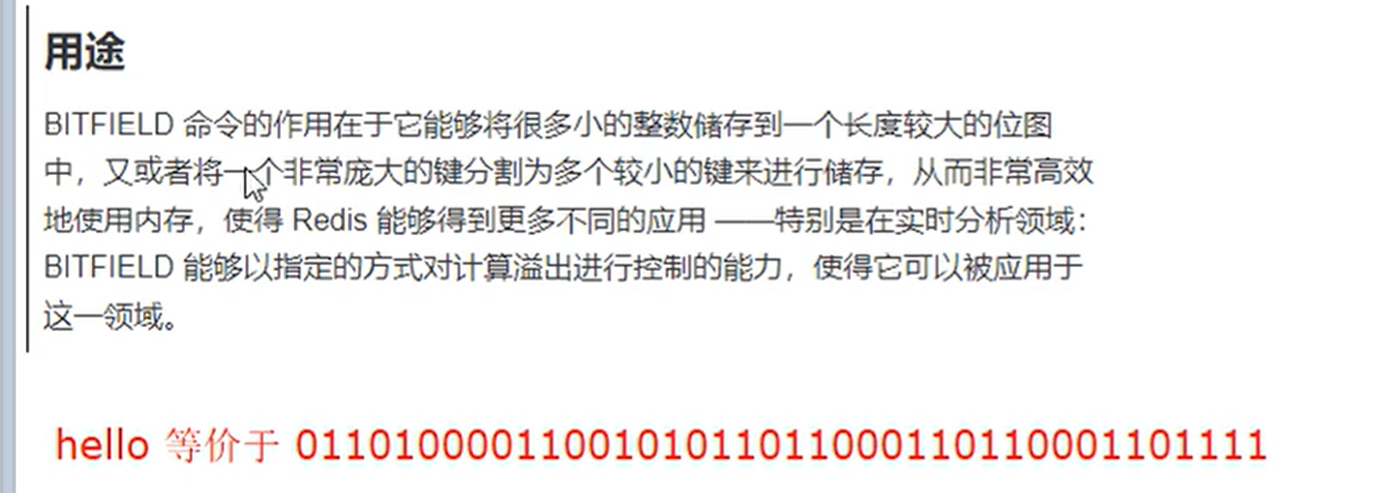 用途
BITFIELD 命令的作用在于它能够将很多小的整数储存到一个长度较大的位图
中，又或者将一个非常庞大的键分割为多个较小的键来进行储存，从而非常高效
地使用内存，使得 Redis 能够得到更多不同的应用 ——特别是在实时分析领域：
BITFIELD 能够以指定的方式对计算溢出进行控制的能力，使得它可以被应用于
这一领域。
hello 等价于 0110100001100101011011000110110001101111